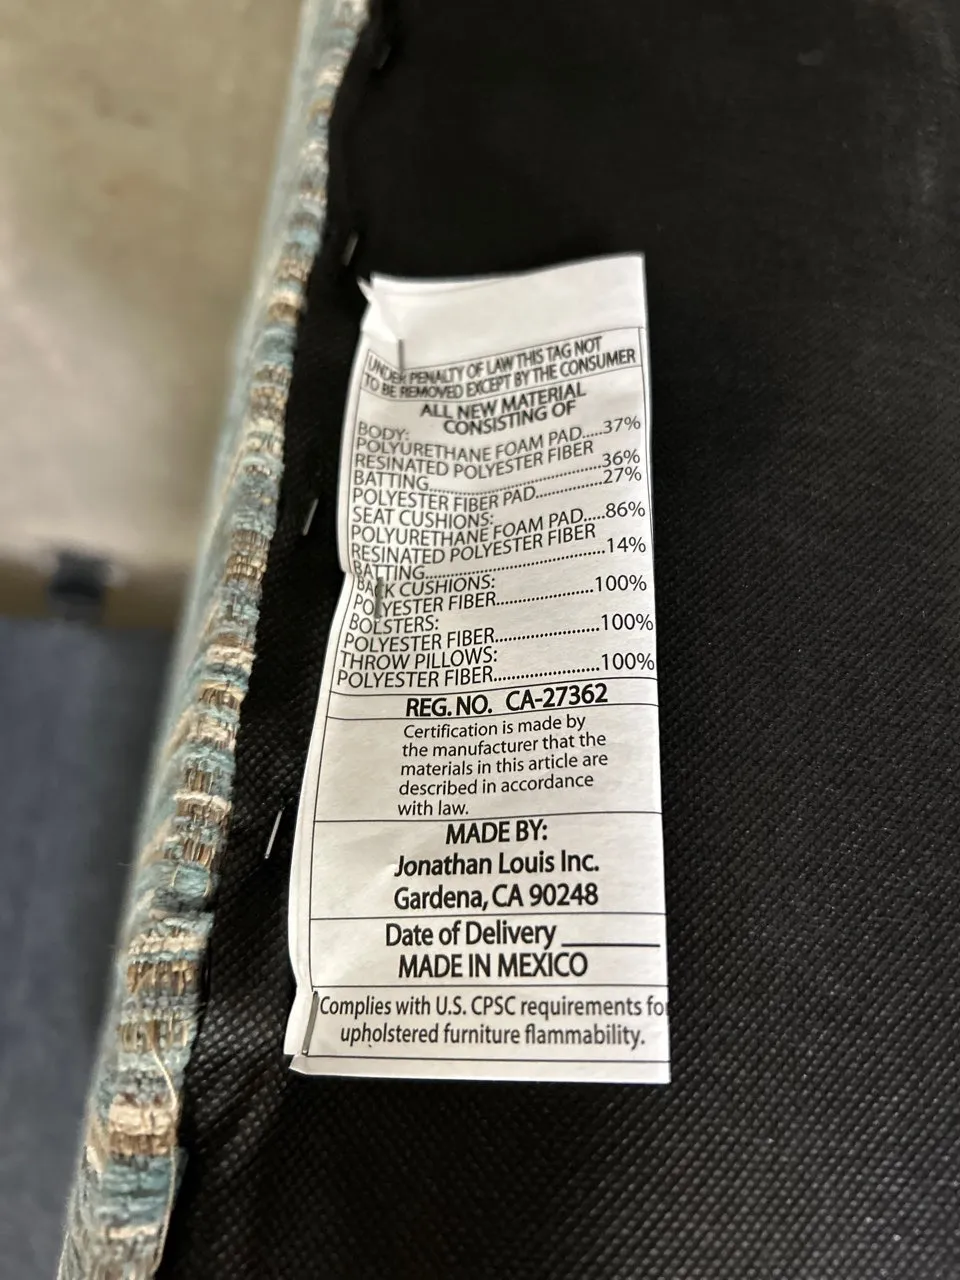 UNDER PENALTY OF LAW THIS TAG NOT
TO BE REMOVED EXCEPT BY THE CONSUMER
ALL NEW MATERIAL
CONSISTING OF
BODY:
POLYURETHANE FOAM PAD.....37%
RESINATED POLYESTER FIBER
BATTING..............................36%
POLYESTER FIBER PAD............27%
SEAT CUSHIONS:
POLYURETHANE FOAM PAD.....86%
RESINATED POLYESTER FIBER
BATTING..............................14%
BACK CUSHIONS:
POLYESTER FIBER.................100%
BOLSTERS:
POLYESTER FIBER..................100%
THROW PILLOWS:
POLYESTER FIBER..................100%
REG. NO. CA-27362
Certification is made by
the manufacturer that the
materials in this article are
described in accordance
with law.
MADE BY:
Jonathan Louis Inc.
Gardena, CA 90248
Date of Delivery ________
MADE IN MEXICO
Complies with U.S. CPSC requirements for
upholstered furniture flammability.